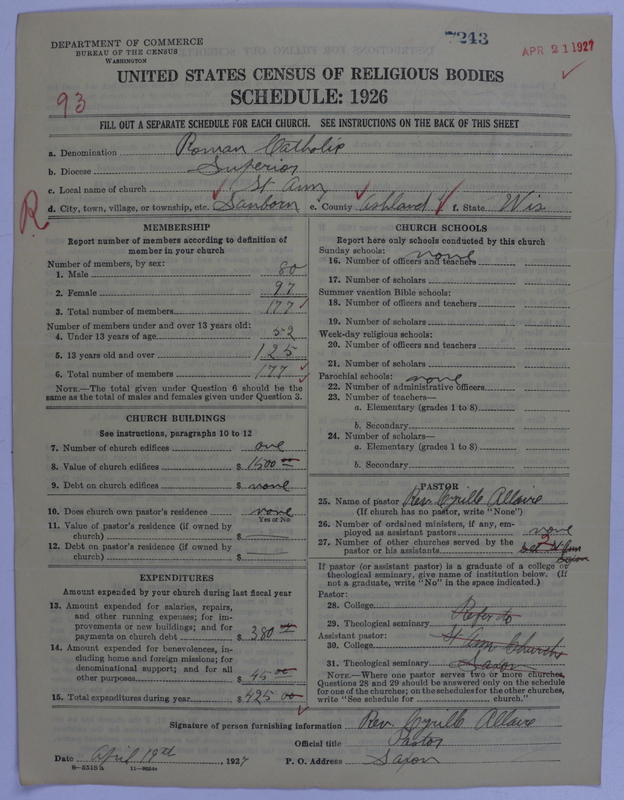 DEPARTMENT OF COMMERCE
BUREAU OF THE CENSUS
WASHINGTON
7243
APR 21 1927
UNITED STATES CENSUS OF RELIGIOUS BODIES
SCHEDULE: 1926
93
FILL OUT A SEPARATE SCHEDULE FOR EACH CHURCH. SEE INSTRUCTIONS ON THE BACK OF THIS SHEET
a. Denomination Roman Catholic
b. Diocese Superior
c. Local name of church St Ann
d. City, town, village, or township, etc. Sanborn e. County Ashland f. State Wis
R
MEMBERSHIP
Report number of members according to definition of
member in your church
Number of members, by sex:
1. Male 80
2. Female 97
3. Total number of members 177
Number of members under and over 13 years old:
4. Under 13 years of age 52
5. 13 years old and over 125
6. Total number of members 177
NOTE.—The total given under Question 6 should be the
same as the total of males and females given under Question 3.
CHURCH BUILDINGS
See instructions, paragraphs 10 to 12
7. Number of church edifices one
8. Value of church edifices $ 1500 00
9. Debt on church edifices $ none
10. Does church own pastor's residence none
Yes or No
11. Value of pastor's residence (if owned by
church) $
12. Debt on pastor's residence (if owned by
church) $
EXPENDITURES
Amount expended by your church during last fiscal year
13. Amount expended for salaries, repairs,
and other running expenses; for im-
provements or new buildings; and for
payments on church debt $ 380 00
14. Amount expended for benevolences, in-
cluding home and foreign missions; for
denominational support; and for all
other purposes $ 45 00
15. Total expenditures during year $ 425 00
CHURCH SCHOOLS
Report here only schools conducted by this church
Sunday schools: none
16. Number of officers and teachers
17. Number of scholars
Summer vacation Bible schools:
18. Number of officers and teachers
19. Number of scholars
Week-day religious schools:
20. Number of officers and teachers
21. Number of scholars
Parochial schools: none
22. Number of administrative officers
23. Number of teachers—
a. Elementary (grades 1 to 8)
b. Secondary
24. Number of scholars—
a. Elementary (grades 1 to 8)
b. Secondary
PASTOR
25. Name of pastor Rev. Cyrille Allaire
(If church has no pastor, write "None")
26. Number of ordained ministers, if any, em-
ployed as assistant pastors none
27. Number of other churches served by the
pastor or his assistants 3 St Ann
Saxon
If pastor (or assistant pastor) is a graduate of a college or
theological seminary, give name of institution below. (If
not a graduate, write "No" in the space indicated.)
Pastor:
28. College
29. Theological seminary Refer to
Assistant pastor: St Ann Church
30. College
31. Theological seminary Saxon
NOTE.—Where one pastor serves two or more churches,
Questions 28 and 29 should be answered only on the schedule
for one of the churches; on the schedules for the other churches,
write "See schedule for church."
Signature of person furnishing information Rev. Cyrille Allaire
Official title Pastor
Date April 19th, 1927 P. O. Address Saxon
8—5518a 11—9224a